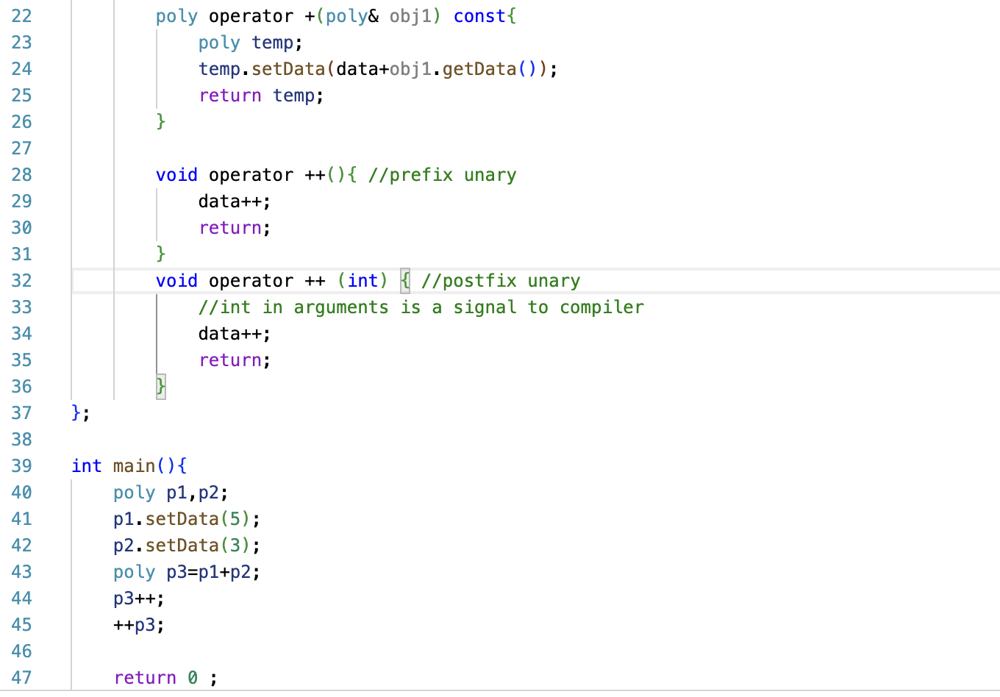 22 poly operator +(poly& obj1) const{
23 poly temp;
24 temp.setData(data+obj1.getData());
25 return temp;
26 }
27
28 void operator ++(){ //prefix unary
29 data++;
30 return;
31 }
32 void operator ++ (int) { //postfix unary
33 //int in arguments is a signal to compiler
34 data++;
35 return;
36 }
37 };
38
39 int main(){
40 poly p1,p2;
41 p1.setData(5);
42 p2.setData(3);
43 poly p3=p1+p2;
44 p3++;
45 ++p3;
46
47 return 0 ;